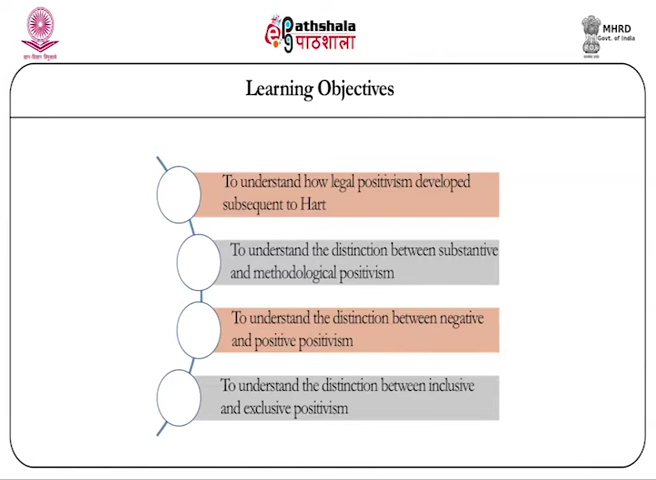 ePathshala
पाठशाला
MHRD
Govt. of India
Learning Objectives
To understand how legal positivism developed
subsequent to Hart
To understand the distinction between substantive
and methodological positivism
To understand the distinction between negative
and positive positivism
To understand the distinction between inclusive
and exclusive positivism